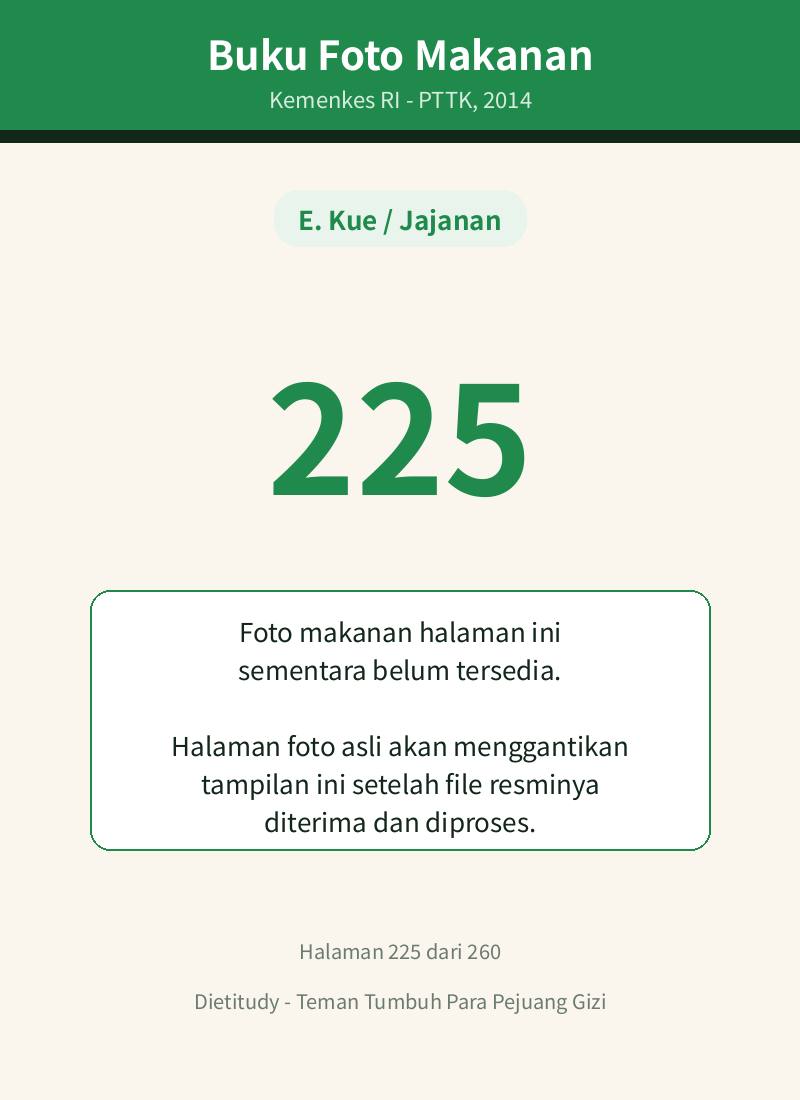 Buku Foto Makanan
Kemenkes RI - PTTK, 2014
E. Kue / Jajanan
225
Foto makanan halaman ini
sementara belum tersedia.
Halaman foto asli akan menggantikan
tampilan ini setelah file resminya
diterima dan diproses.
Halaman 225 dari 260
Dietitudy - Teman Tumbuh Para Pejuang Gizi